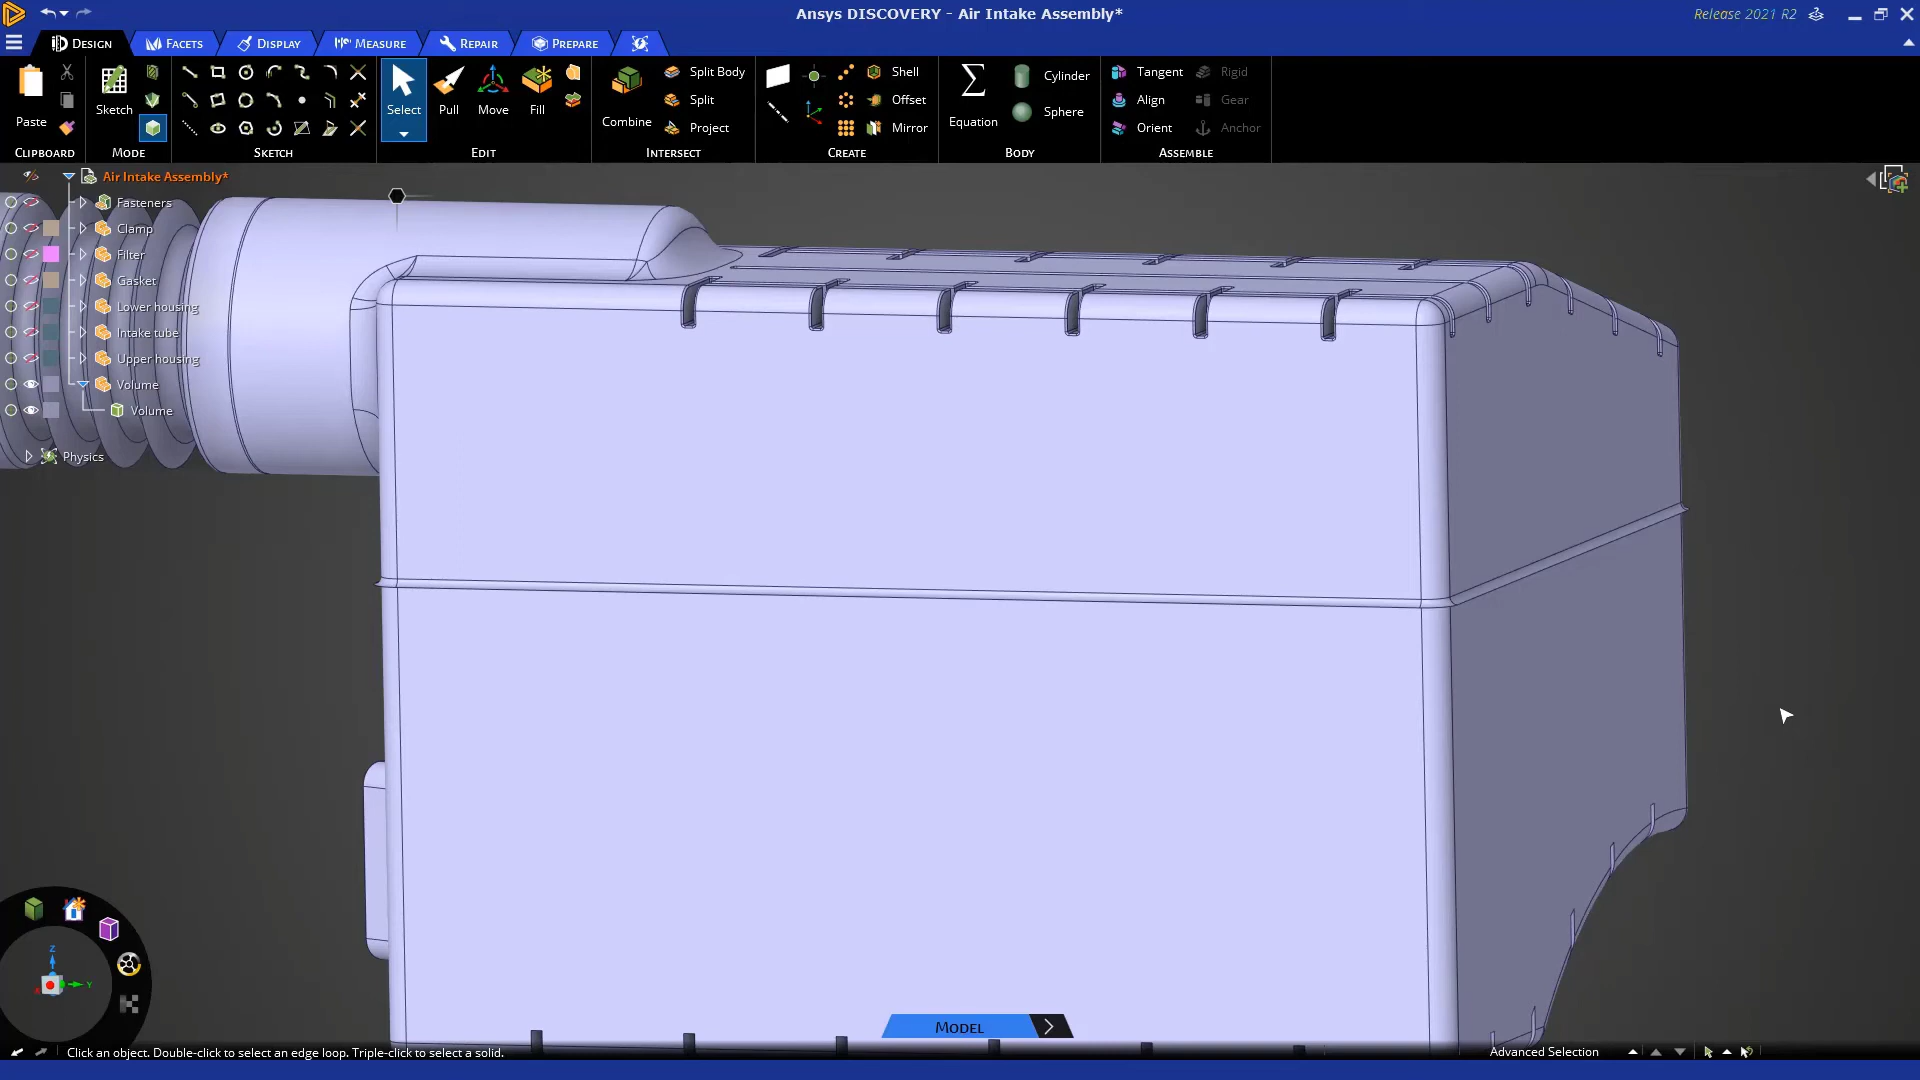 Ansys DISCOVERY - Air Intake Assembly*
Release 2021 R2
DESIGN FACETS DISPLAY MEASURE REPAIR PREPARE
Paste Sketch Select Pull Move Fill Combine Split Body Split Project Shell Offset Mirror Equation Cylinder Sphere Tangent Align Orient Rigid Gear Anchor
CLIPBOARD MODE SKETCH EDIT INTERSECT CREATE BODY ASSEMBLE
Air Intake Assembly*
Fasteners
Clamp
Filter
Gasket
Lower housing
Intake tube
Upper housing
Volume
Volume
Physics
Z
X Y
MODEL
Click an object. Double-click to select an edge loop. Triple-click to select a solid.
Advanced Selection